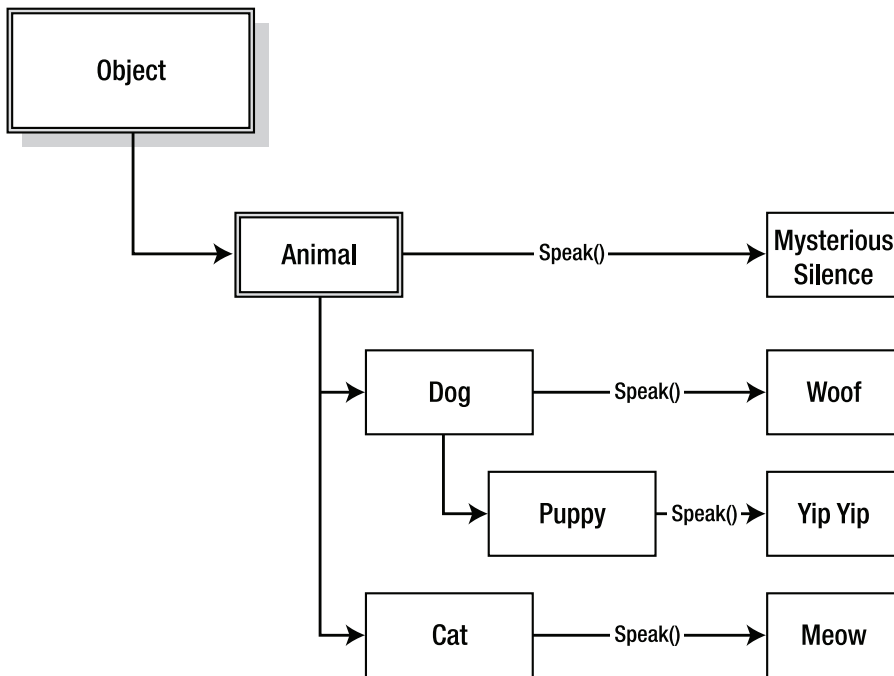 Object
Animal
Speak()
Mysterious
Silence
Dog
Speak()
Woof
Puppy
Speak()
Yip Yip
Cat
Speak()
Meow